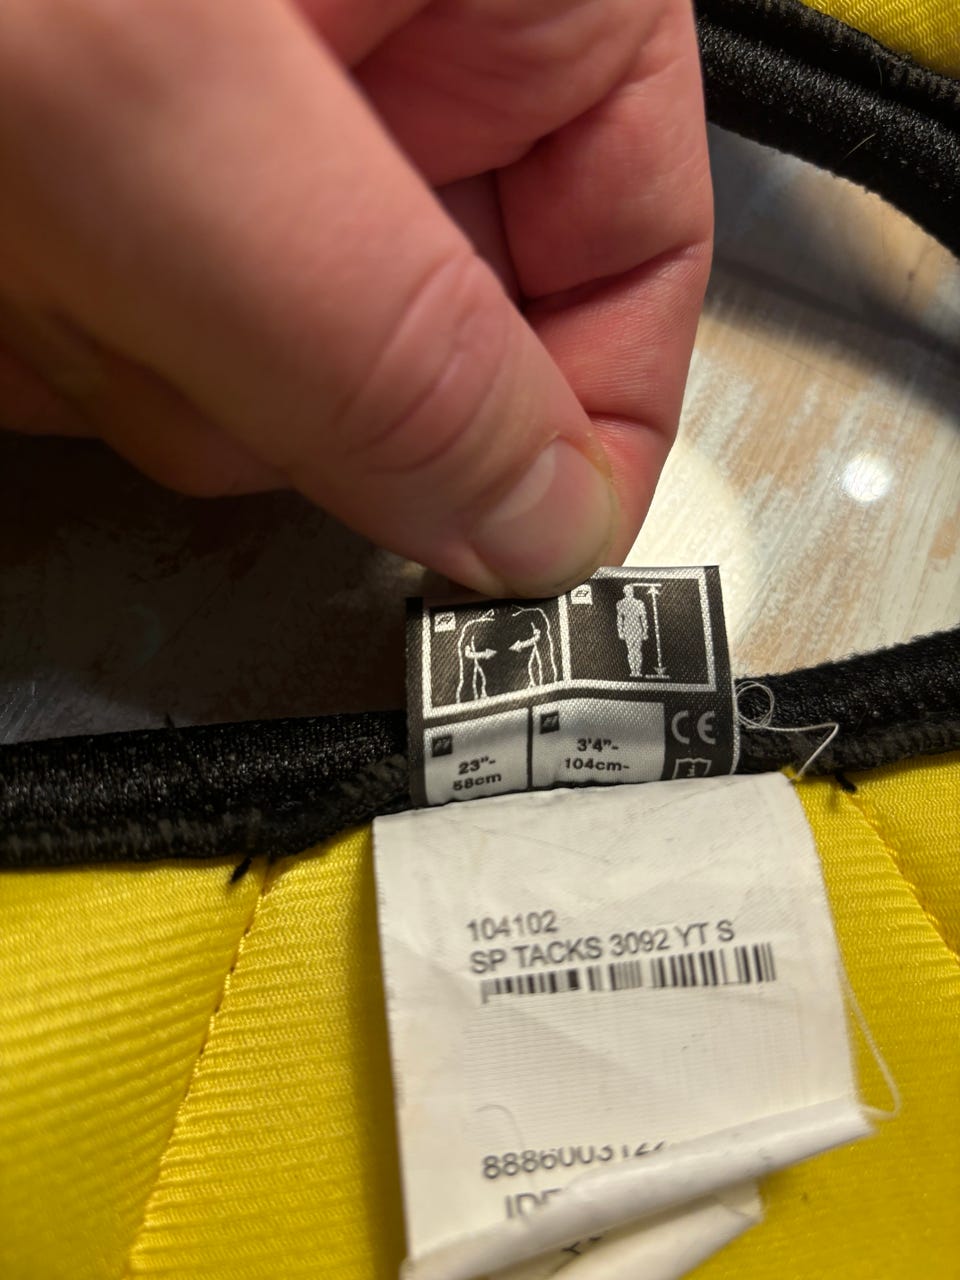 23"-
58cm
3'4"-
104cm-
CE
104102
SP TACKS 3092 YT S